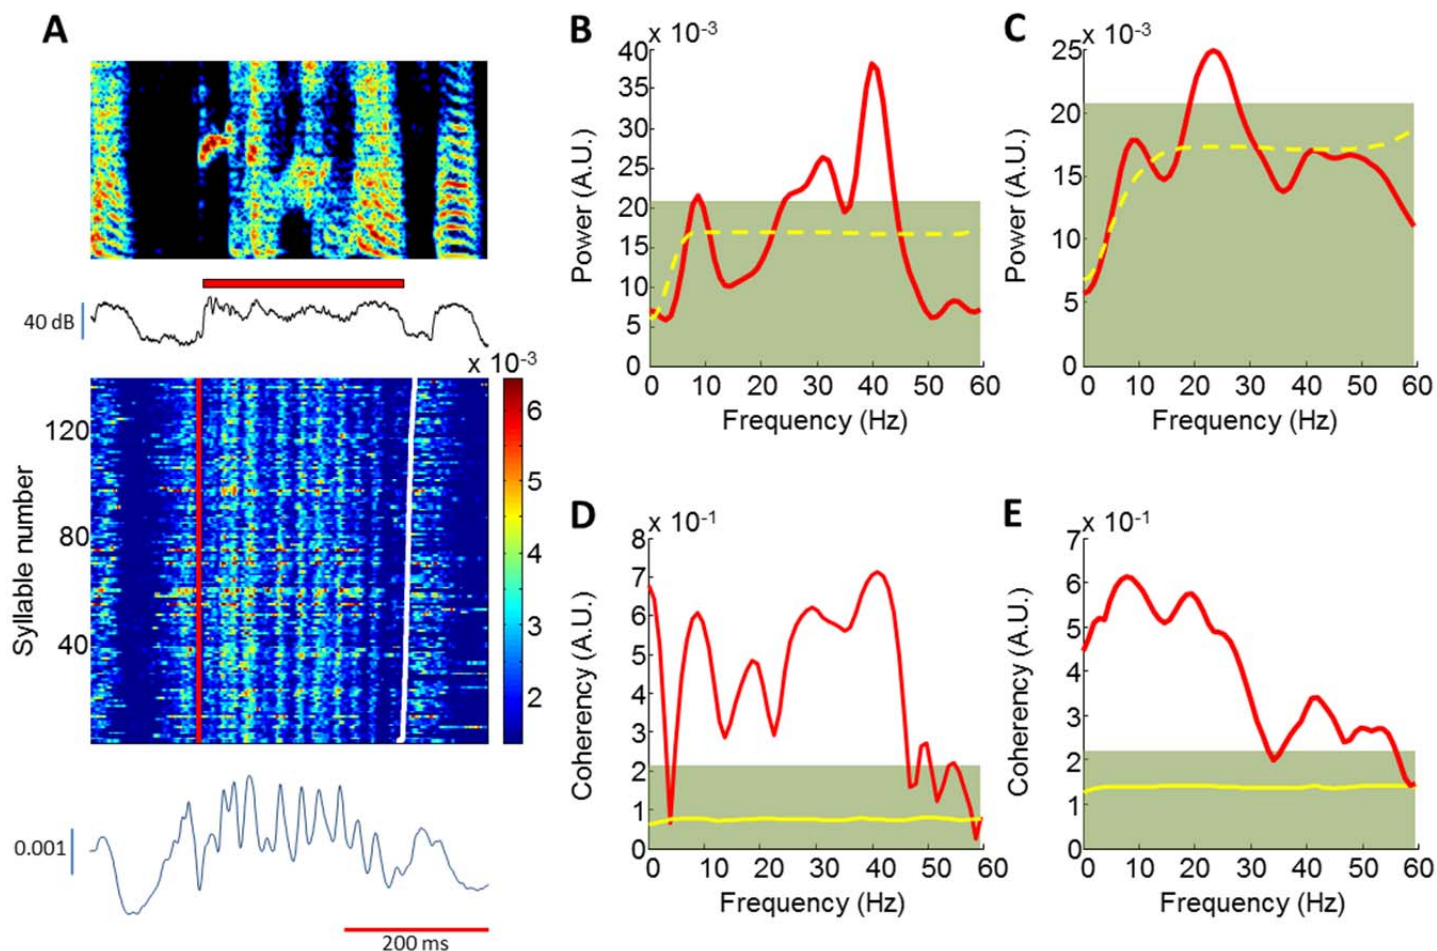 A
40 dB
x 10-3
6
5
4
3
2
Syllable number
120
80
40
0.001
200 ms
B
x 10-3
Power (A.U.)
40
35
30
25
20
15
10
5
0
0 10 20 30 40 50 60
Frequency (Hz)
C
x 10-3
Power (A.U.)
25
20
15
10
5
0
0 10 20 30 40 50 60
Frequency (Hz)
D
x 10-1
Coherency (A.U.)
8
7
6
5
4
3
2
1
0
0 10 20 30 40 50 60
Frequency (Hz)
E
x 10-1
Coherency (A.U.)
7
6
5
4
3
2
1
0
0 10 20 30 40 50 60
Frequency (Hz)